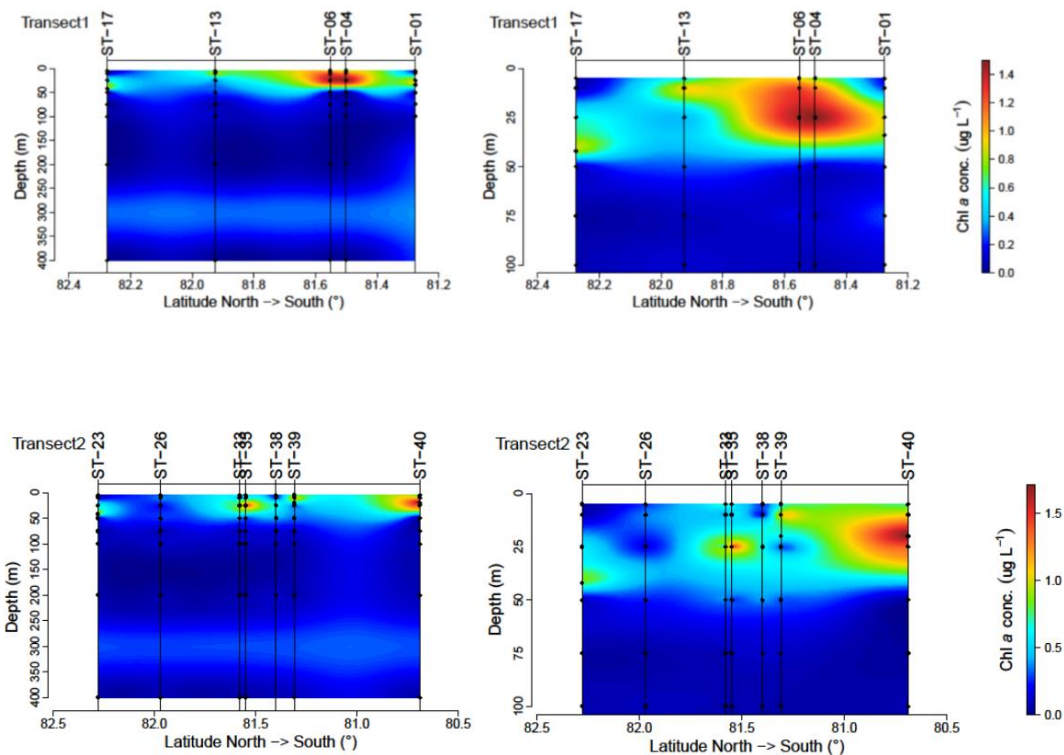 Transect1
ST-17
ST-13
ST-06
ST-04
ST-01
Depth (m)
0
50
100
150
200
250
300
350
400
82.4 82.2 82.0 81.8 81.6 81.4 81.2
Latitude North −> South (°)
Transect1
ST-17
ST-13
ST-06
ST-04
ST-01
Depth (m)
0
25
50
75
100
82.4 82.2 82.0 81.8 81.6 81.4 81.2
Latitude North −> South (°)
1.4
1.2
1.0
0.8
0.6
0.4
0.2
0.0
Chl a conc. (ug L⁻¹)
Transect2
ST-23
ST-26
ST-35
ST-38
ST-39
ST-40
Depth (m)
0
50
100
150
200
250
300
350
400
82.5 82.0 81.5 81.0 80.5
Latitude North −> South (°)
Transect2
ST-23
ST-26
ST-35
ST-38
ST-39
ST-40
Depth (m)
0
25
50
75
100
82.5 82.0 81.5 81.0 80.5
Latitude North −> South (°)
1.5
1.0
0.5
0.0
Chl a conc. (ug L⁻¹)